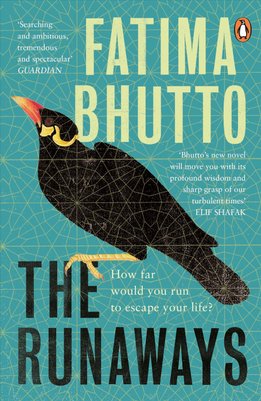 'Searching
and ambitious,
tremendous
and spectacular'
GUARDIAN
FATIMA
BHUTTO
'Bhutto's new novel
will move you with its
profound wisdom and
sharp grasp of our
turbulent times'
ELIF SHAFAK
How far
would you run
to escape your life?
THE
RUNAWAYS